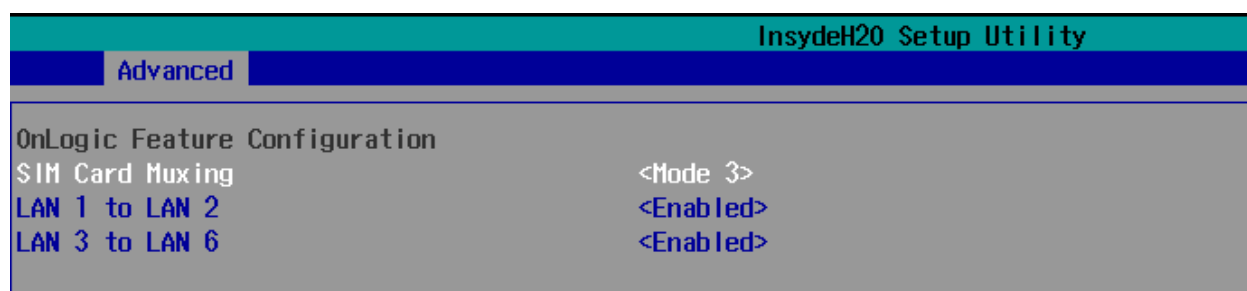 InsydeH20 Setup Utility
Advanced
OnLogic Feature Configuration
SIM Card Muxing <Mode 3>
LAN 1 to LAN 2 <Enabled>
LAN 3 to LAN 6 <Enabled>